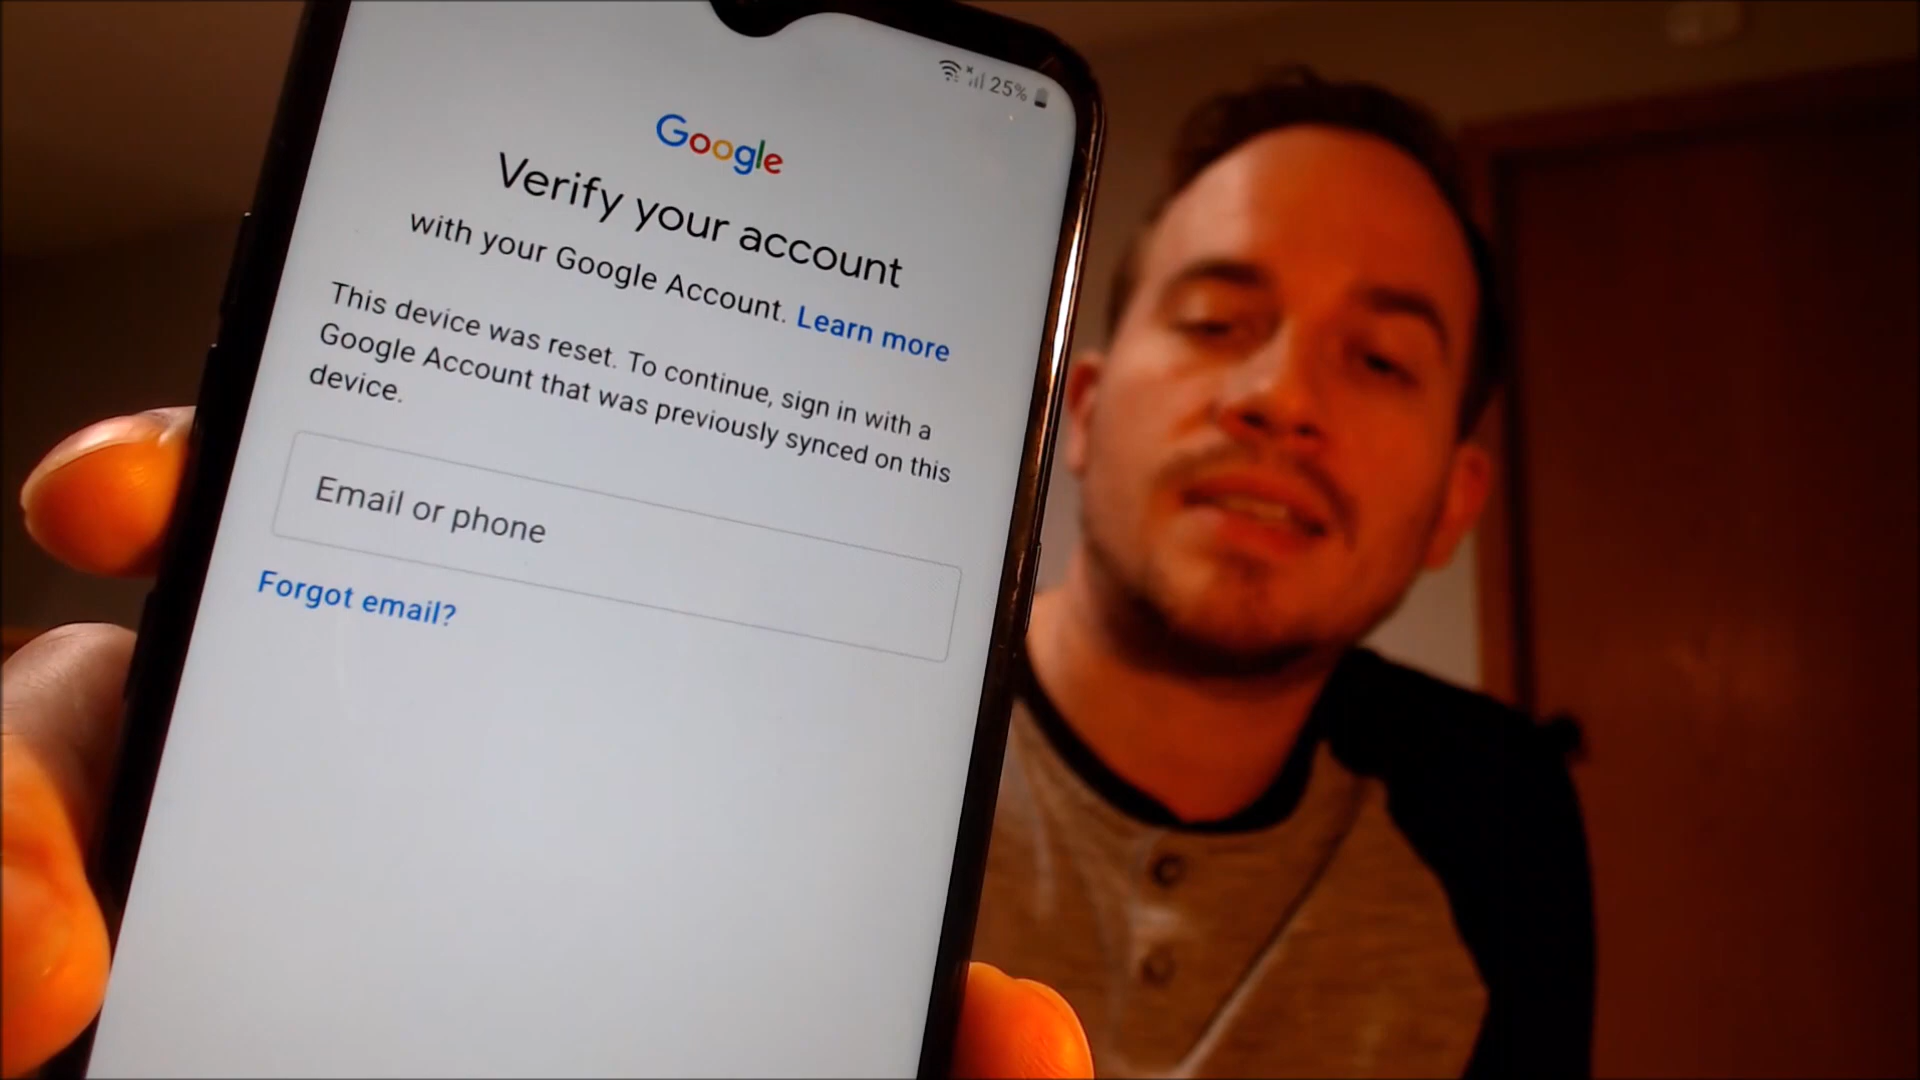 25%
Google
Verify your account
with your Google Account. Learn more
This device was reset. To continue, sign in with a
Google Account that was previously synced on this
device.
Email or phone
Forgot email?